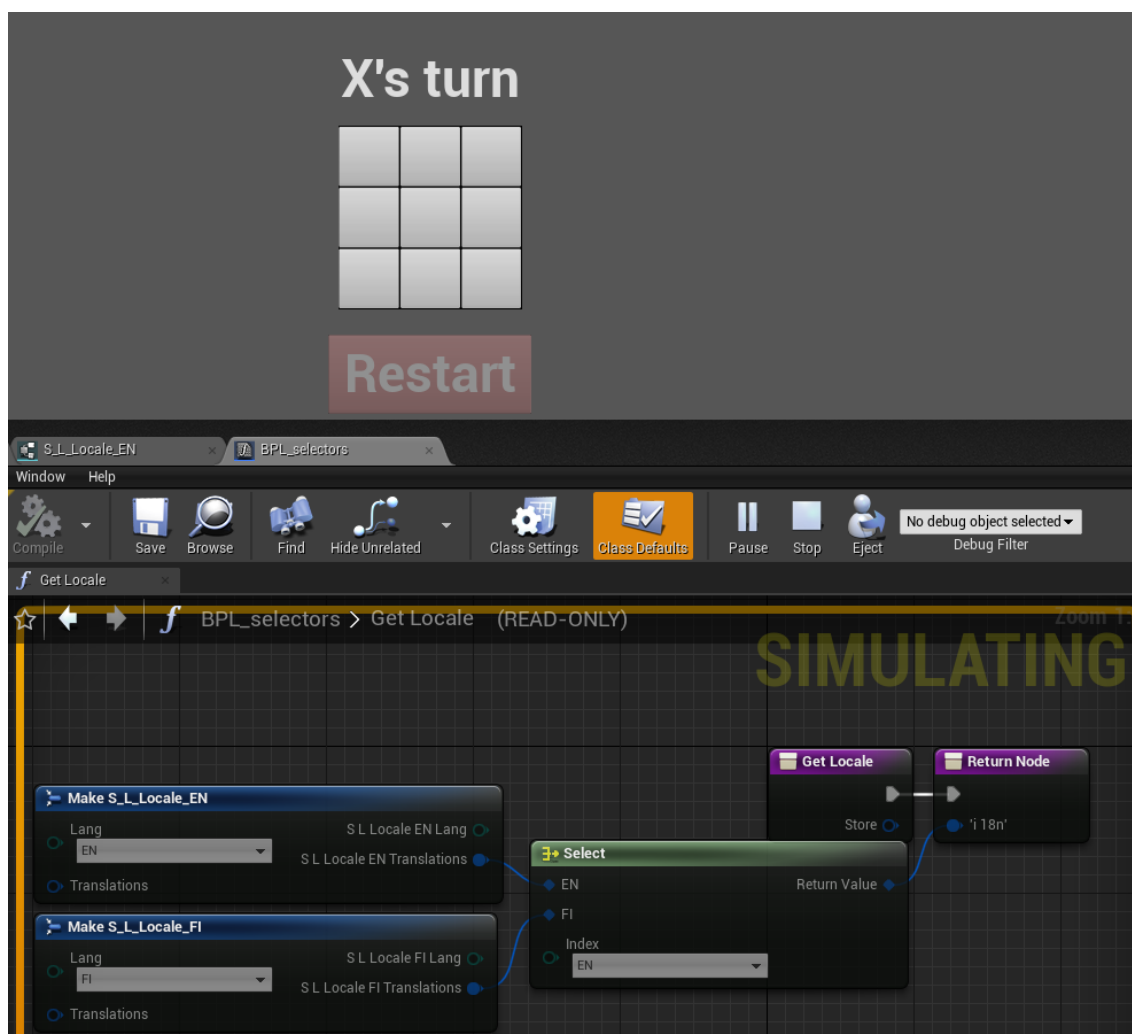 X's turn
Restart
S_L_Locale_EN
BPL_selectors
Window Help
Compile
Save
Browse
Find
Hide Unrelated
Class Settings
Class Defaults
Pause
Stop
Eject
No debug object selected
Debug Filter
Get Locale
BPL_selectors > Get Locale (READ-ONLY)
Zoom 1:
SIMULATING
Get Locale
Store
Return Node
'i 18n'
Make S_L_Locale_EN
Lang
EN
Translations
S L Locale EN Lang
S L Locale EN Translations
Select
EN
FI
Index
EN
Return Value
Make S_L_Locale_FI
Lang
FI
Translations
S L Locale FI Lang
S L Locale FI Translations